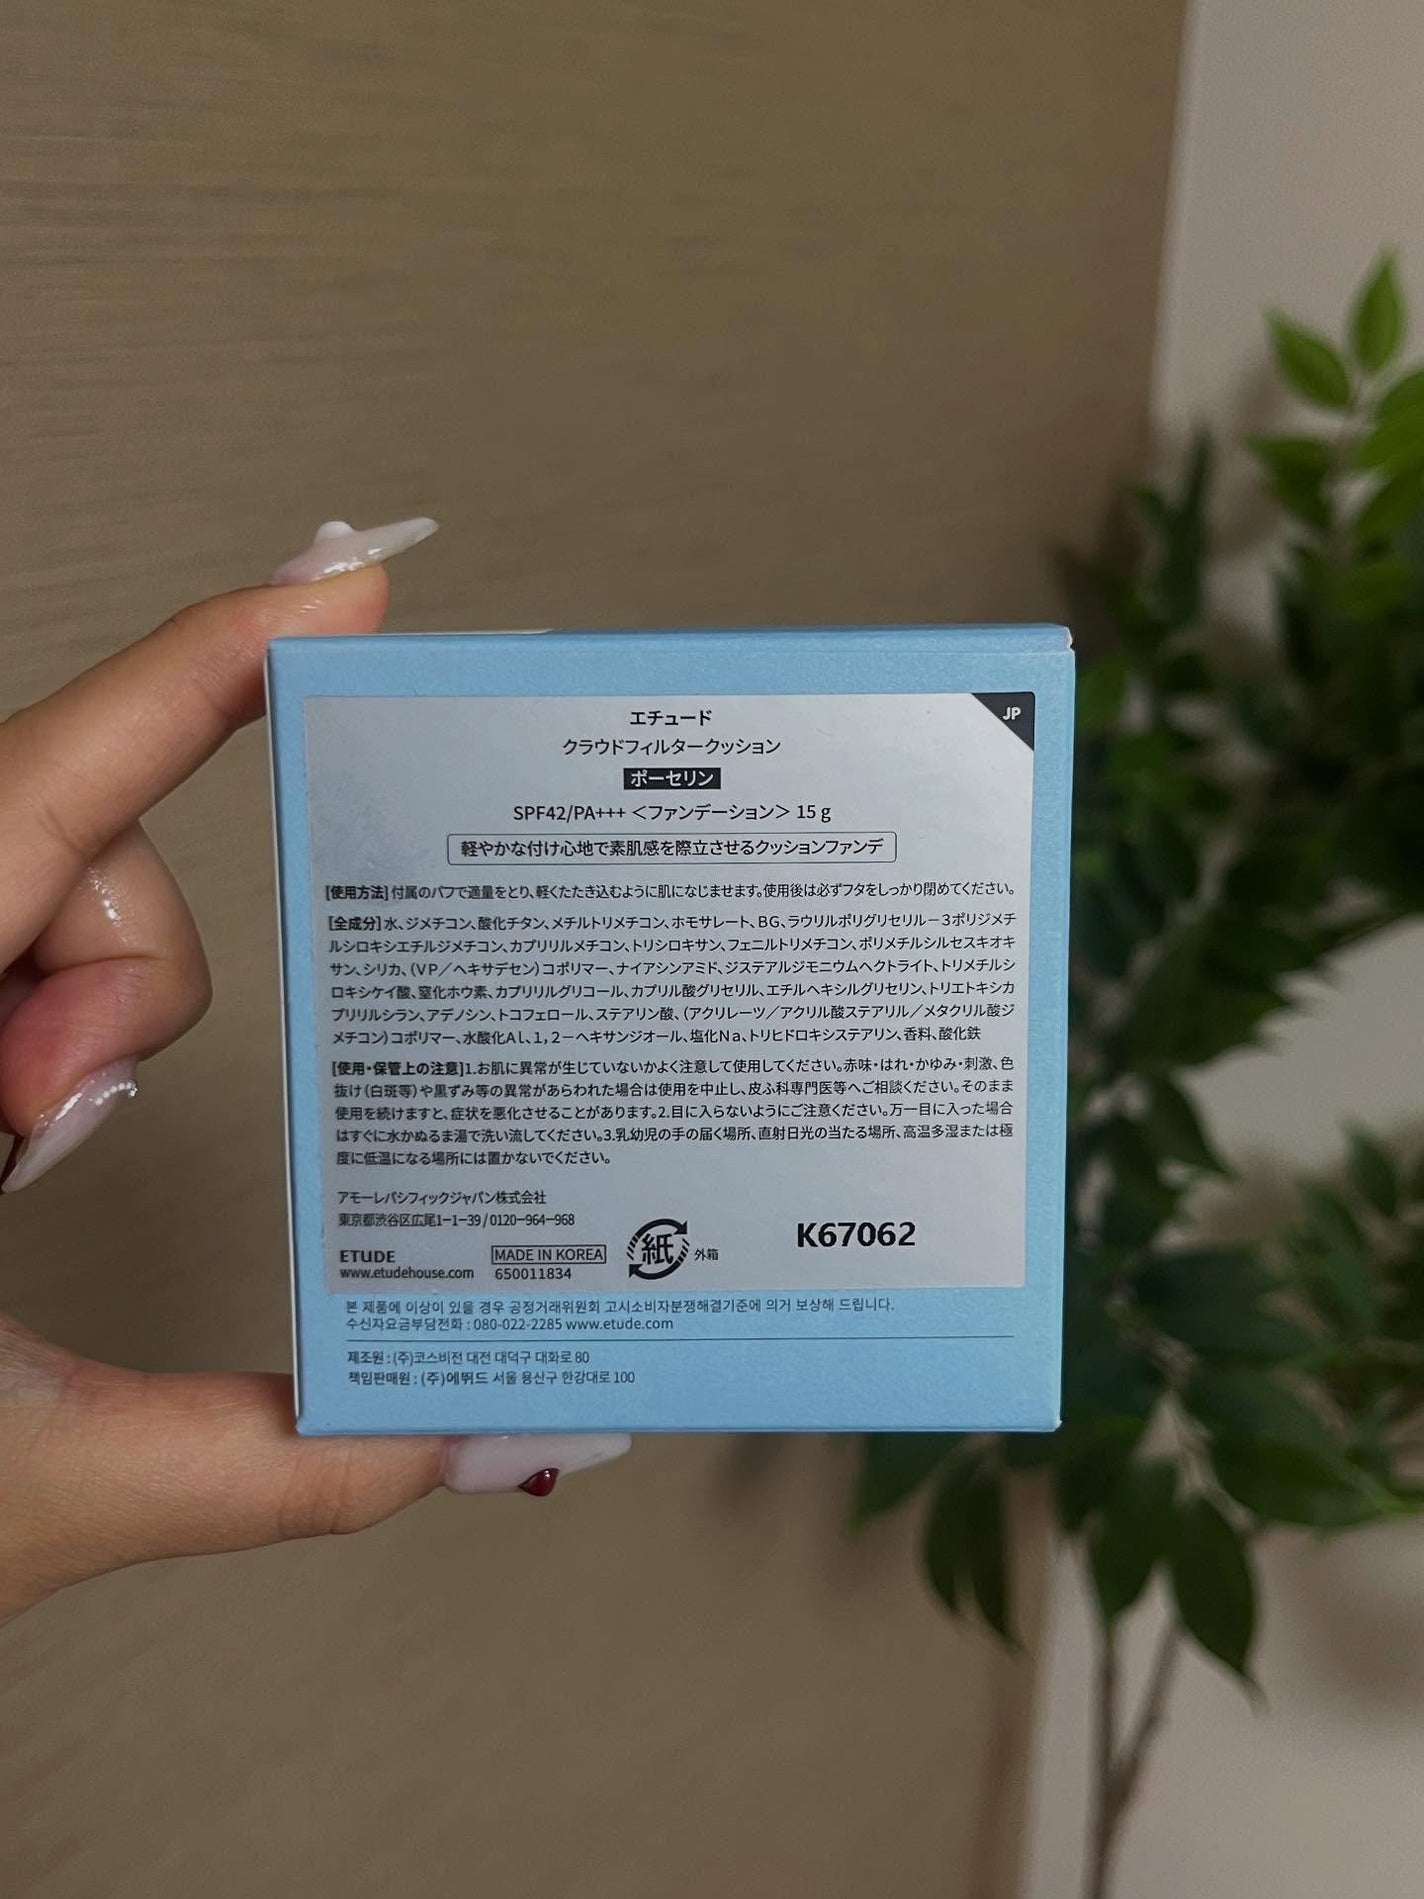 エチュード
JP
クラウドフィルタークッション
ポーセリン
SPF42/PA+++ ＜ファンデーション＞ 15 g
軽やかな付け心地で素肌感を際立させるクッションファンデ
[使用方法]付属のパフで適量をとり、軽くたたき込むように肌になじませます。使用後は必ずフタをしっかり閉めてください。
[全成分]水、ジメチコン、酸化チタン、メチルトリメチコン、ホモサレート、BG、ラウリルポリグリセリル－3ポリジメチ
ルシロキシエチルジメチコン、カプリリルメチコン、トリシロキサン、フェニルトリメチコン、ポリメチルシルセスキオキ
サン、シリカ、（VP／ヘキサデセン）コポリマー、ナイアシンアミド、ジステアルジモニウムヘクトライト、トリメチルシ
ロキシケイ酸、窒化ホウ素、カプリリルグリコール、カプリル酸グリセリル、エチルヘキシルグリセリン、トリエトキシカ
プリリルシラン、アデノシン、トコフェロール、ステアリン酸、（アクリレーツ／アクリル酸ステアリル／メタクリル酸ジ
メチコン）コポリマー、水酸化Aℓ、1，2－ヘキサンジオール、塩化Na、トリヒドロキシステアリン、香料、酸化鉄
[使用・保管上の注意]1.お肌に異常が生じていないかよく注意して使用してください。赤味・はれ・かゆみ・刺激、色
抜け（白斑等）や黒ずみ等の異常があらわれた場合は使用を中止し、皮ふ科専門医等へご相談ください。そのまま
使用を続けますと、症状を悪化させることがあります。2.目に入らないようにご注意ください。万一目に入った場合
はすぐに水かぬるま湯で洗い流してください。3.乳幼児の手の届く場所、直射日光の当たる場所、高温多湿または極
度に低温になる場所には置かないでください。
アモーレパシフィックジャパン株式会社
東京都渋谷区広尾1－1－39 / 0120－964－968
ETUDE
www.etudehouse.com
MADE IN KOREA
650011834
紙 外箱
K67062
본 제품에 이상이 있을 경우 공정거래위원회 고시소비자분쟁해결기준에 의거 보상해 드립니다.
수신자요금부담전화 : 080-022-2285 www.etude.com
제조원 : (주)코스비전 대전 대덕구 대화로 80
책임판매원 : (주)에뛰드 서울 용산구 한강대로 100